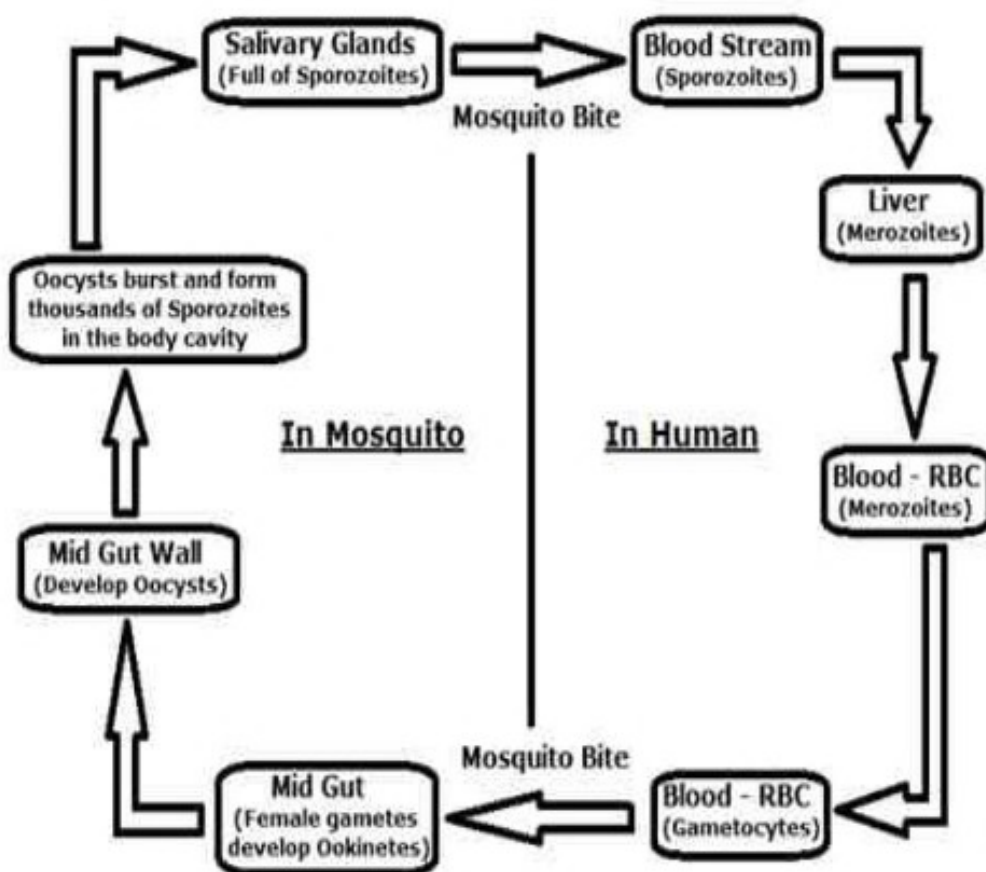 Salivary Glands
(Full of Sporozoites)
Mosquito Bite
Blood Stream
(Sporozoites)
Liver
(Merozoites)
Blood - RBC
(Merozoites)
Blood - RBC
(Gametocytes)
Mosquito Bite
Mid Gut
(Female gametes
develop Ookinetes)
Mid Gut Wall
(Develop Oocysts)
Oocysts burst and form
thousands of Sporozoites
in the body cavity
In Mosquito
In Human